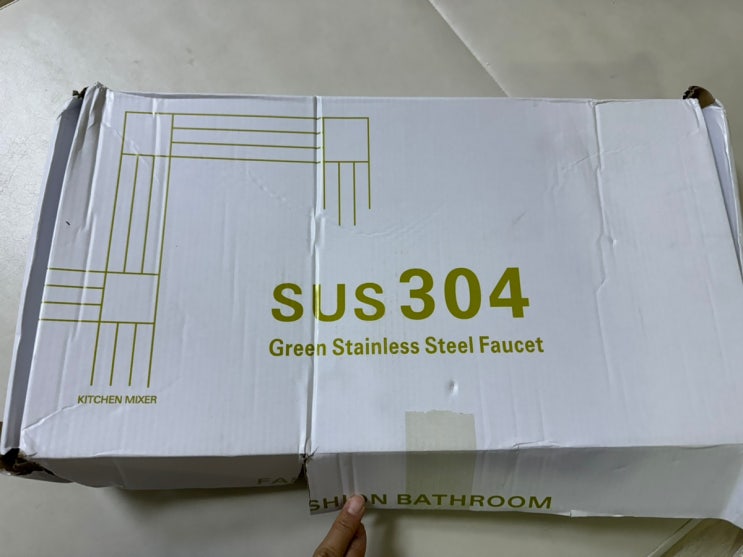 SUS 304
Green Stainless Steel Faucet
KITCHEN MIXER
BATHROOM